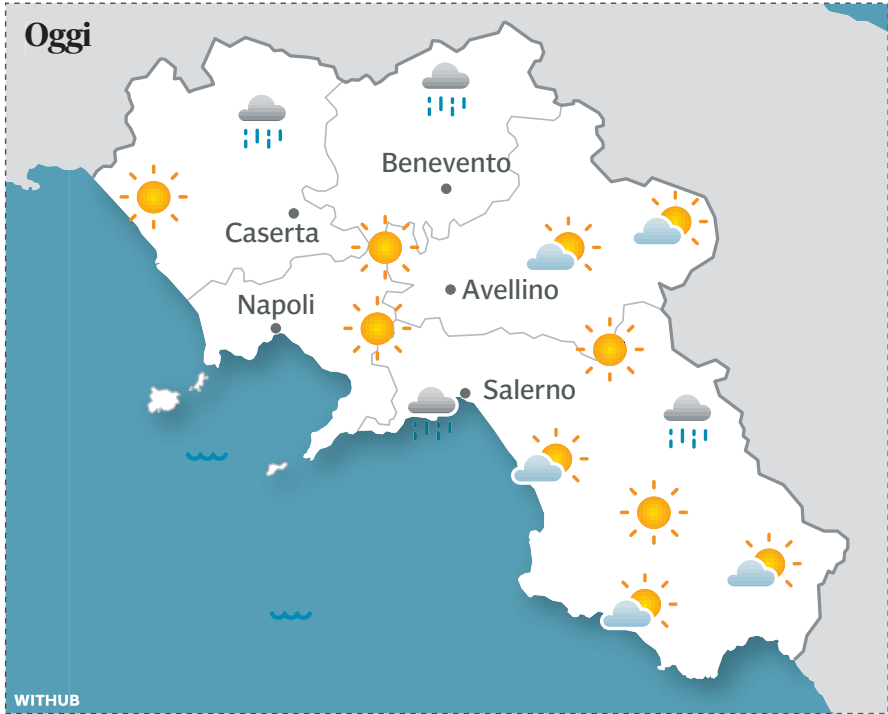 Oggi
Benevento
Caserta
Avellino
Napoli
Salerno
WITHUB